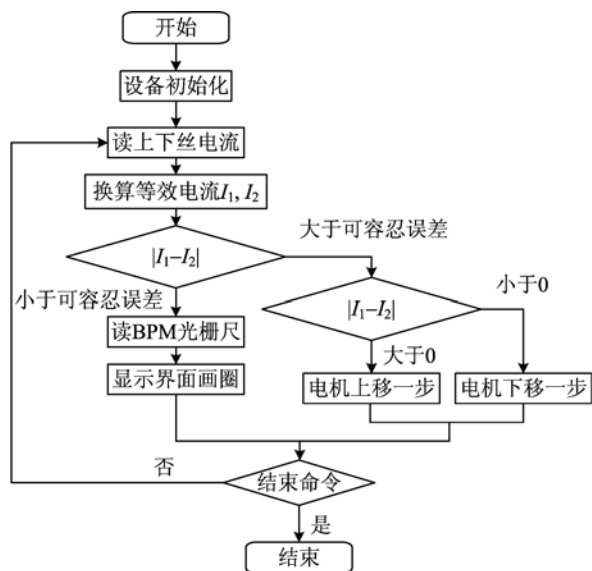 开始
设备初始化
读上下丝电流
换算等效电流I₁, I₂
大于可容忍误差
|I₁–I₂|
小于可容忍误差
小于0
|I₁–I₂|
读BPM光栅尺
大于0
显示界面画圈
电机上移一步
电机下移一步
否
结束命令
是
结束